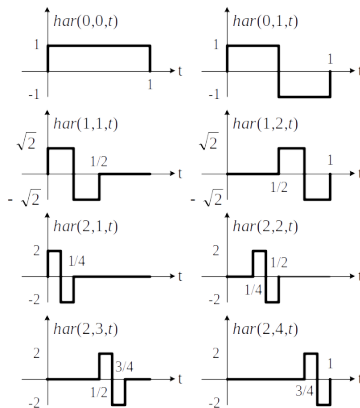 har(0,0,t)
1
-1
1
t
har(0,1,t)
1
-1
1
t
har(1,1,t)
√2
1/2
t
- √2
har(1,2,t)
√2
1
t
1/2
- √2
har(2,1,t)
2
1/4
t
-2
har(2,2,t)
2
1/2
t
1/4
-2
har(2,3,t)
2
3/4
t
1/2
-2
har(2,4,t)
2
1
t
3/4
-2